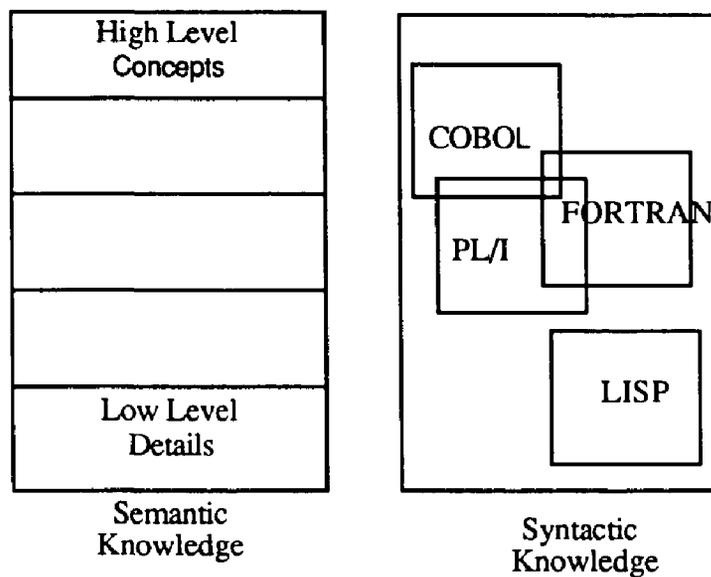 High Level
Concepts
Low Level
Details
Semantic
Knowledge
COBOL
FORTRAN
PL/I
LISP
Syntactic
Knowledge